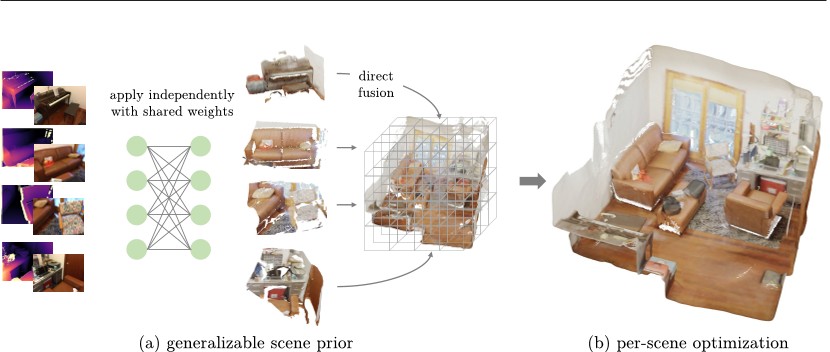 apply independently
with shared weights
direct
fusion
(a) generalizable scene prior
(b) per-scene optimization